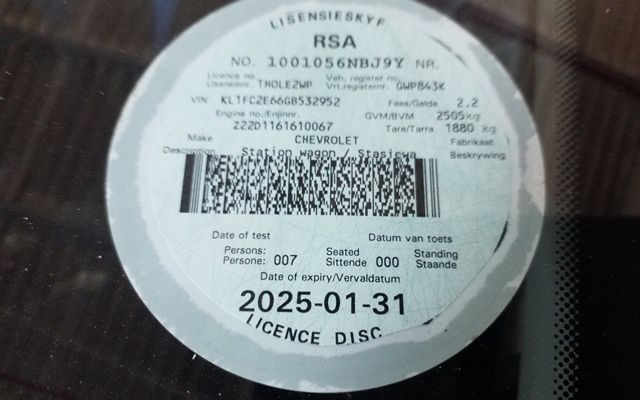 LISENSIESKYF
RSA
NO. 1001056NBJ9Y NR.
Licence no. Veh. register no.
Lisensienr. THOLE2WP Vrt.registernr. GWP843K
VIN KL1FC2E66GB532952 Fees/Gelde 2.2
Engine no./Enjinnr. GVM/BVM 2505kg
Z22D1161610067 Tare/Tarra 1880 kg
Make CHEVROLET Fabrikaat
Description Station wagon / Stasiewa Beskrywing
Date of test Datum van toets
Persons: Seated Standing
Persone: 007 Sittende 000 Staande
Date of expiry/Vervaldatum
2025-01-31
LICENCE DISC